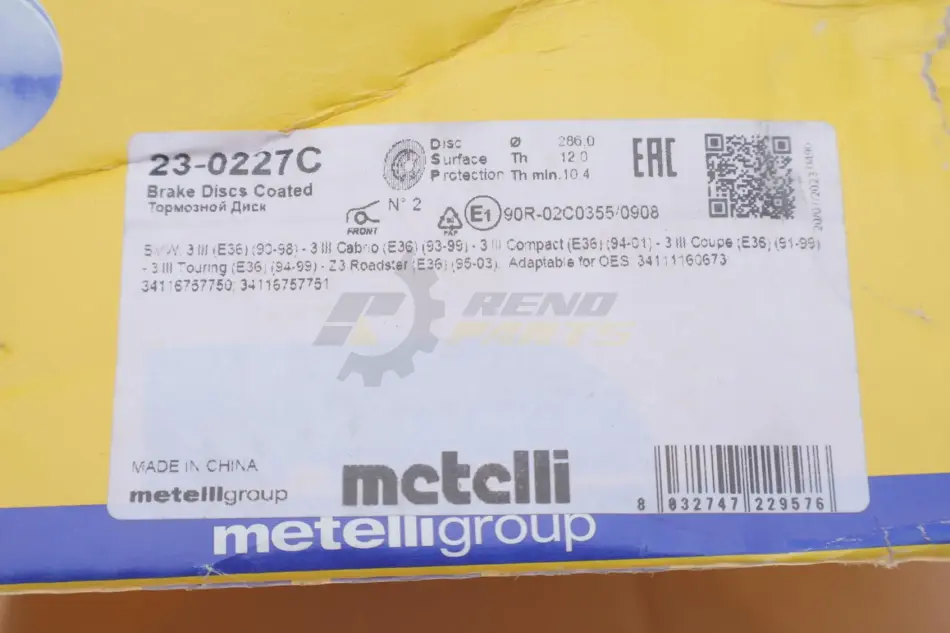 23-0227C
Brake Discs Coated
Тормозной Диск
Disc Ø 286,0
Surface Th 12.0
Protection Th min. 10,4
EAC
FRONT
N° 2
PAP
E1 90R-02C0355/0908
BMW: 3 III (E36) (90-98) - 3 III Cabrio (E36) (93-99) - 3 III Compact (E36) (94-01) - 3 III Coupe (E36) (91-99)
- 3 III Touring (E36) (94-99) - Z3 Roadster (E36) (95-03). Adaptable for OES: 34111160673
34116757750; 34116757751
RENO
PARTS
MADE IN CHINA
metelligroup
metelli
8 032747 229576
metelligroup